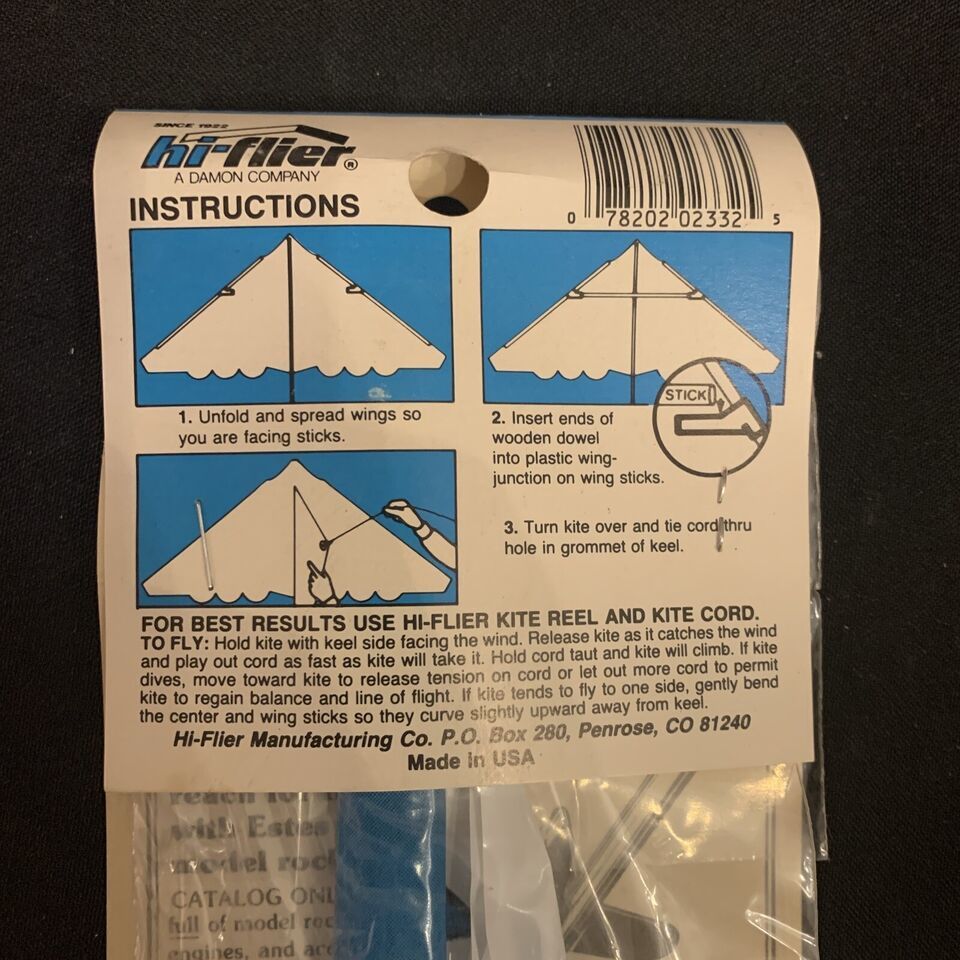 SINCE 1922
hi-flier®
A DAMON COMPANY
INSTRUCTIONS
0 78202 02332 5
1. Unfold and spread wings so
you are facing sticks.
STICK
2. Insert ends of
wooden dowel
into plastic wing-
junction on wing sticks.
3. Turn kite over and tie cord thru
hole in grommet of keel.
FOR BEST RESULTS USE HI-FLIER KITE REEL AND KITE CORD.
TO FLY: Hold kite with keel side facing the wind. Release kite as it catches the wind
and play out cord as fast as kite will take it. Hold cord taut and kite will climb. If kite
dives, move toward kite to release tension on cord or let out more cord to permit
kite to regain balance and line of flight. If kite tends to fly to one side, gently bend
the center and wing sticks so they curve slightly upward away from keel.
Hi-Flier Manufacturing Co. P.O. Box 280, Penrose, CO 81240
Made in USA
reach
with Estes
model
CATALOG
full of model
engines, and